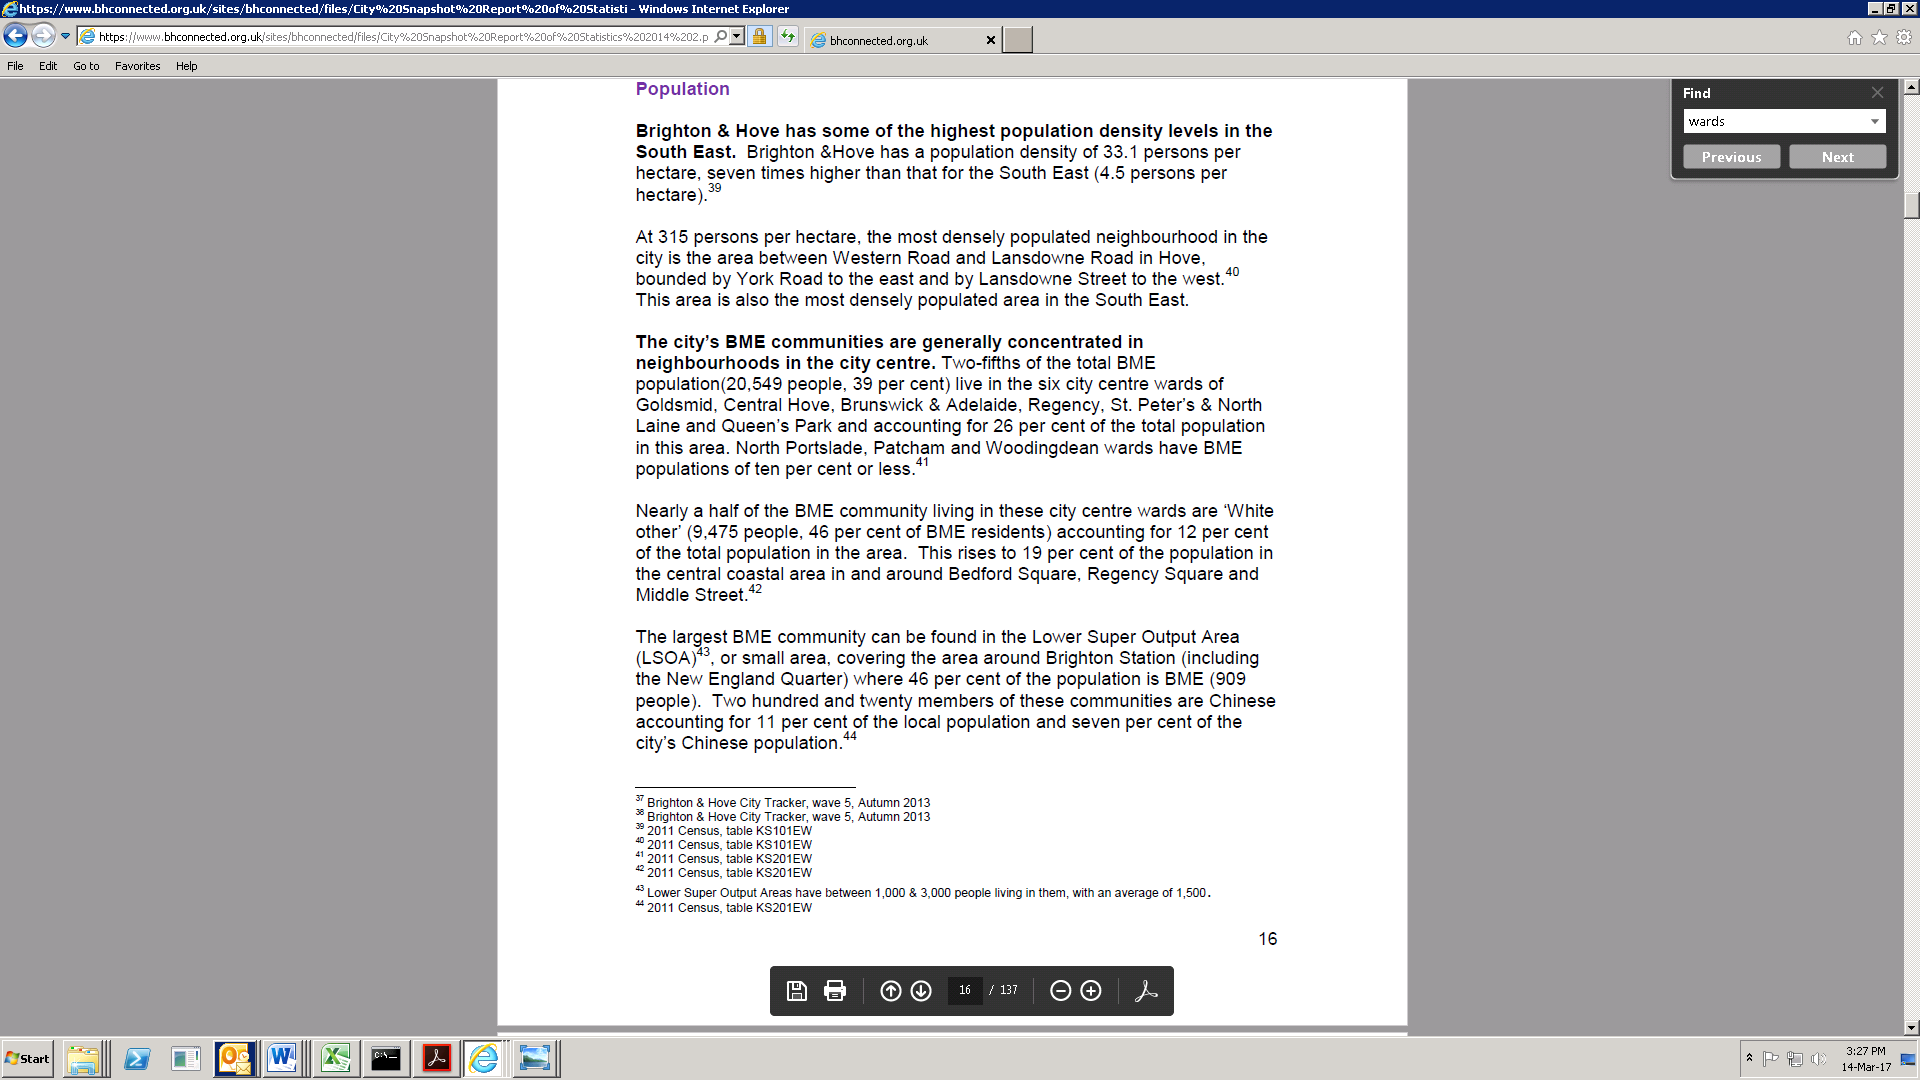 https://www.bhconnected.org.uk/sites/bhconnected/files/City%20Snapshot%20Report%20of%20Statisti - Windows Internet Explorer
https://www.bhconnected.org.uk/sites/bhconnected/files/City%20Snapshot%20Report%20of%20Statistics%202014%202.p
bhconnected.org.uk
File Edit Go to Favorites Help
Find
wards
Previous Next
Population
Brighton & Hove has some of the highest population density levels in the
South East. Brighton &Hove has a population density of 33.1 persons per
hectare, seven times higher than that for the South East (4.5 persons per
hectare).39
At 315 persons per hectare, the most densely populated neighbourhood in the
city is the area between Western Road and Lansdowne Road in Hove,
bounded by York Road to the east and by Lansdowne Street to the west.40
This area is also the most densely populated area in the South East.
The city’s BME communities are generally concentrated in
neighbourhoods in the city centre. Two-fifths of the total BME
population(20,549 people, 39 per cent) live in the six city centre wards of
Goldsmid, Central Hove, Brunswick & Adelaide, Regency, St. Peter’s & North
Laine and Queen’s Park and accounting for 26 per cent of the total population
in this area. North Portslade, Patcham and Woodingdean wards have BME
populations of ten per cent or less.41
Nearly a half of the BME community living in these city centre wards are ‘White
other’ (9,475 people, 46 per cent of BME residents) accounting for 12 per cent
of the total population in the area. This rises to 19 per cent of the population in
the central coastal area in and around Bedford Square, Regency Square and
Middle Street.42
The largest BME community can be found in the Lower Super Output Area
(LSOA)43, or small area, covering the area around Brighton Station (including
the New England Quarter) where 46 per cent of the population is BME (909
people). Two hundred and twenty members of these communities are Chinese
accounting for 11 per cent of the local population and seven per cent of the
city’s Chinese population.44
37 Brighton & Hove City Tracker, wave 5, Autumn 2013
38 Brighton & Hove City Tracker, wave 5, Autumn 2013
39 2011 Census, table KS101EW
40 2011 Census, table KS101EW
41 2011 Census, table KS201EW
42 2011 Census, table KS201EW
43 Lower Super Output Areas have between 1,000 & 3,000 people living in them, with an average of 1,500.
44 2011 Census, table KS201EW
16
16 / 137
Start
C:\_
3:27 PM
14-Mar-17